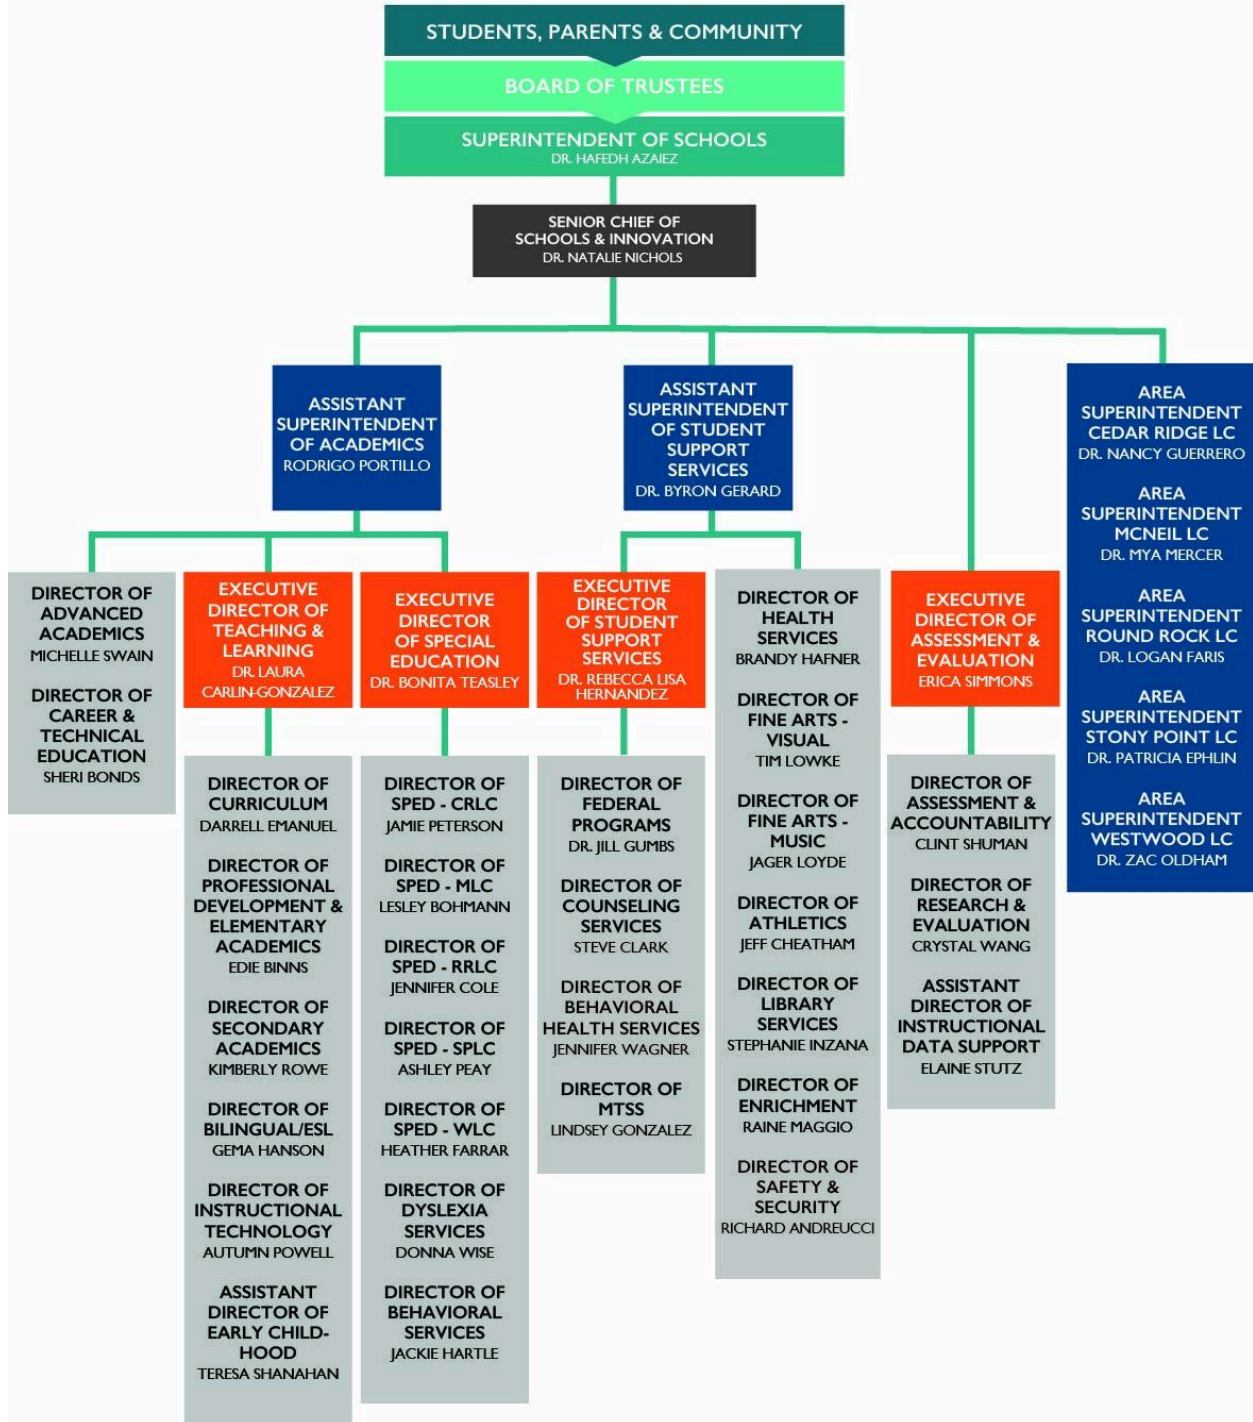 STUDENTS, PARENTS & COMMUNITY
BOARD OF TRUSTEES
SUPERINTENDENT OF SCHOOLS
DR. HAFEDH AZAIEZ
SENIOR CHIEF OF
SCHOOLS & INNOVATION
DR. NATALIE NICHOLS
ASSISTANT
SUPERINTENDENT
OF ACADEMICS
RODRIGO PORTILLO
ASSISTANT
SUPERINTENDENT
OF STUDENT
SUPPORT
SERVICES
DR. BYRON GERARD
AREA
SUPERINTENDENT
CEDAR RIDGE LC
DR. NANCY GUERRERO
AREA
SUPERINTENDENT
MCNEIL LC
DR. MYA MERCER
AREA
SUPERINTENDENT
ROUND ROCK LC
DR. LOGAN FARIS
AREA
SUPERINTENDENT
STONY POINT LC
DR. PATRICIA EPHLIN
AREA
SUPERINTENDENT
WESTWOOD LC
DR. ZAC OLDHAM
DIRECTOR OF
ADVANCED
ACADEMICS
MICHELLE SWAIN
DIRECTOR OF
CAREER &
TECHNICAL
EDUCATION
SHERI BONDS
EXECUTIVE
DIRECTOR OF
TEACHING &
LEARNING
DR. LAURA
CARLIN-GONZALEZ
DIRECTOR OF
CURRICULUM
DARRELL EMANUEL
DIRECTOR OF
PROFESSIONAL
DEVELOPMENT &
ELEMENTARY
ACADEMICS
EDIE BINNS
DIRECTOR OF
SECONDARY
ACADEMICS
KIMBERLY ROWE
DIRECTOR OF
BILINGUAL/ESL
GEMA HANSON
DIRECTOR OF
INSTRUCTIONAL
TECHNOLOGY
AUTUMN POWELL
ASSISTANT
DIRECTOR OF
EARLY CHILD-
HOOD
TERESA SHANAHAN
EXECUTIVE
DIRECTOR
OF SPECIAL
EDUCATION
DR. BONITA TEASLEY
DIRECTOR OF
SPED - CRLC
JAMIE PETERSON
DIRECTOR OF
SPED - MLC
LESLEY BOHMANN
DIRECTOR OF
SPED - RRLC
JENNIFER COLE
DIRECTOR OF
SPED - SPLC
ASHLEY PEAY
DIRECTOR OF
SPED - WLC
HEATHER FARRAR
DIRECTOR OF
DYSLEXIA
SERVICES
DONNA WISE
DIRECTOR OF
BEHAVIORAL
SERVICES
JACKIE HARTLE
EXECUTIVE
DIRECTOR
OF STUDENT
SUPPORT
SERVICES
DR. REBECCA LISA
HERNANDEZ
DIRECTOR OF
FEDERAL
PROGRAMS
DR. JILL GUMBS
DIRECTOR OF
COUNSELING
SERVICES
STEVE CLARK
DIRECTOR OF
BEHAVIORAL
HEALTH SERVICES
JENNIFER WAGNER
DIRECTOR OF
MTSS
LINDSEY GONZALEZ
DIRECTOR OF
HEALTH
SERVICES
BRANDY HAFNER
DIRECTOR OF
FINE ARTS -
VISUAL
TIM LOWKE
DIRECTOR OF
FINE ARTS -
MUSIC
JAGER LOYDE
DIRECTOR OF
ATHLETICS
JEFF CHEATHAM
DIRECTOR OF
LIBRARY
SERVICES
STEPHANIE INZANA
DIRECTOR OF
ENRICHMENT
RAINE MAGGIO
DIRECTOR OF
SAFETY &
SECURITY
RICHARD ANDREUCCI
EXECUTIVE
DIRECTOR OF
ASSESSMENT &
EVALUATION
ERICA SIMMONS
DIRECTOR OF
ASSESSMENT &
ACCOUNTABILITY
CLINT SHUMAN
DIRECTOR OF
RESEARCH &
EVALUATION
CRYSTAL WANG
ASSISTANT
DIRECTOR OF
INSTRUCTIONAL
DATA SUPPORT
ELAINE STUTZ